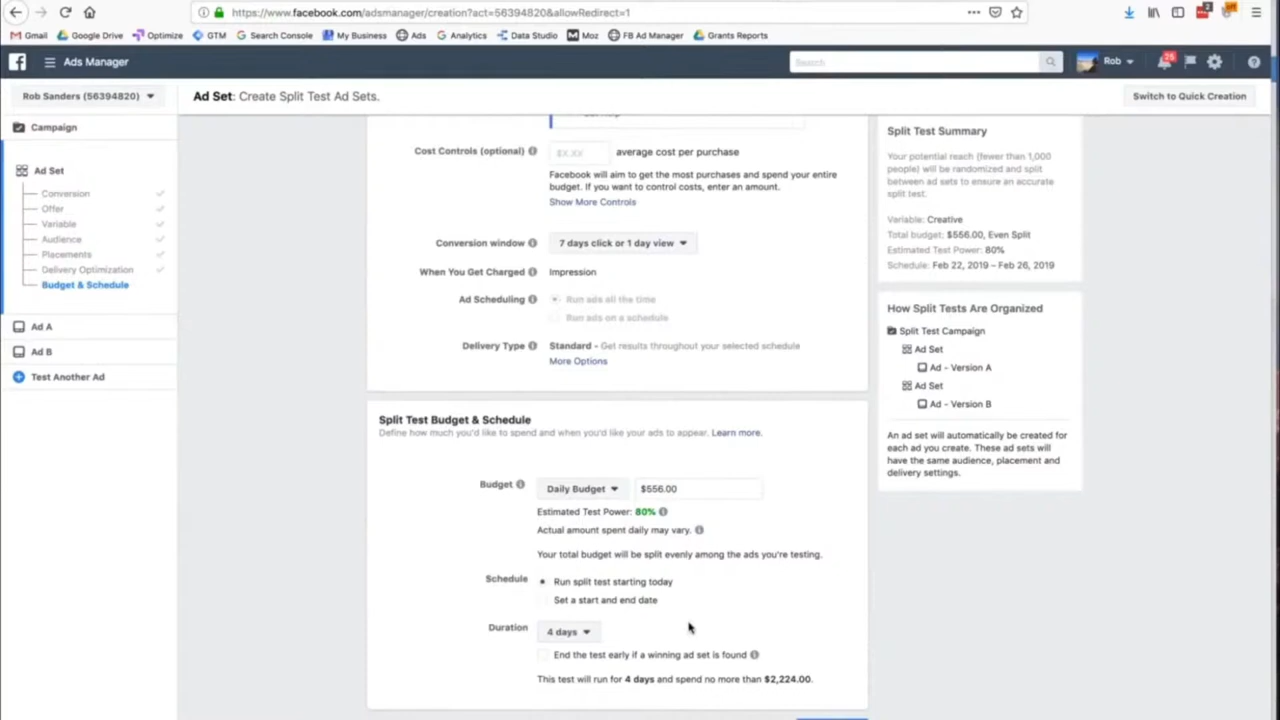 https://www.facebook.com/adsmanager/creation?act=56394820&allowRedirect=1
Gmail Google Drive Optimize GTM Search Console My Business Ads Analytics Data Studio Moz FB Ad Manager Grants Reports
Ads Manager
Search
Rob
26
Rob Sanders (56394820)
Ad Set: Create Split Test Ad Sets.
Switch to Quick Creation
Campaign
Ad Set
Conversion
Offer
Variable
Audience
Placements
Delivery Optimization
Budget & Schedule
Ad A
Ad B
Test Another Ad
Cost Controls (optional)
$X.XX
average cost per purchase
Facebook will aim to get the most purchases and spend your entire
budget. If you want to control costs, enter an amount.
Show More Controls
Conversion window
7 days click or 1 day view
When You Get Charged
Impression
Ad Scheduling
Run ads all the time
Run ads on a schedule
Delivery Type
Standard - Get results throughout your selected schedule
More Options
Split Test Budget & Schedule
Define how much you'd like to spend and when you'd like your ads to appear. Learn more.
Budget
Daily Budget
$556.00
Estimated Test Power: 80%
Actual amount spent daily may vary.
Your total budget will be split evenly among the ads you're testing.
Schedule
Run split test starting today
Set a start and end date
Duration
4 days
End the test early if a winning ad set is found
This test will run for 4 days and spend no more than $2,224.00.
Split Test Summary
Your potential reach (fewer than 1,000
people) will be randomized and split
between ad sets to ensure an accurate
split test.
Variable: Creative
Total budget: $556.00, Even Split
Estimated Test Power: 80%
Schedule: Feb 22, 2019 – Feb 26, 2019
How Split Tests Are Organized
Split Test Campaign
Ad Set
Ad - Version A
Ad Set
Ad - Version B
An ad set will automatically be created for
each ad you create. These ad sets will
have the same audience, placement and
delivery settings.